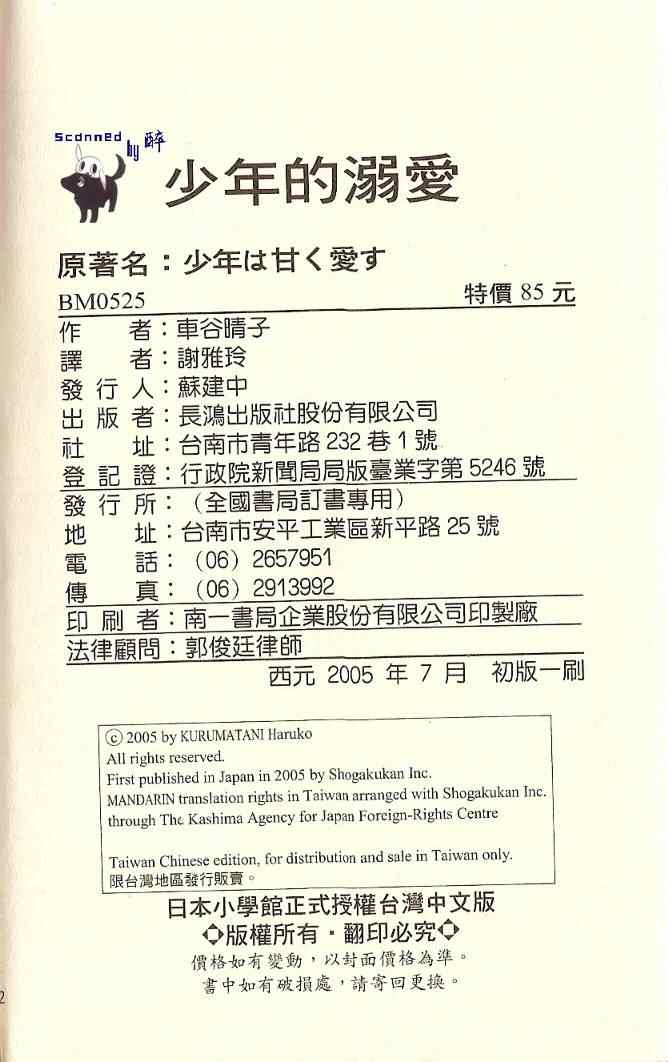 Scanned by 醉
少年的溺愛
原著名：少年は甘く愛す
BM0525 特價 85 元
作者：車谷晴子
譯者：謝雅玲
發行人：蘇建中
出版者：長鴻出版社股份有限公司
社址：台南市青年路 232 巷 1 號
登記證：行政院新聞局局版臺業字第 5246 號
發行所：（全國書局訂書專用）
地址：台南市安平工業區新平路 25 號
電話：（06）2657951
傳真：（06）2913992
印刷者：南一書局企業股份有限公司印製廠
法律顧問：郭俊廷律師
西元 2005 年 7 月 初版一刷
© 2005 by KURUMATANI Haruko
All rights reserved.
First published in Japan in 2005 by Shogakukan Inc.
MANDARIN translation rights in Taiwan arranged with Shogakukan Inc.
through The Kashima Agency for Japan Foreign-Rights Centre
Taiwan Chinese edition, for distribution and sale in Taiwan only.
限台灣地區發行販賣。
日本小學館正式授權台灣中文版
◇版權所有・翻印必究◇
價格如有變動，以封面價格為準。
書中如有破損處，請寄回更換。
2